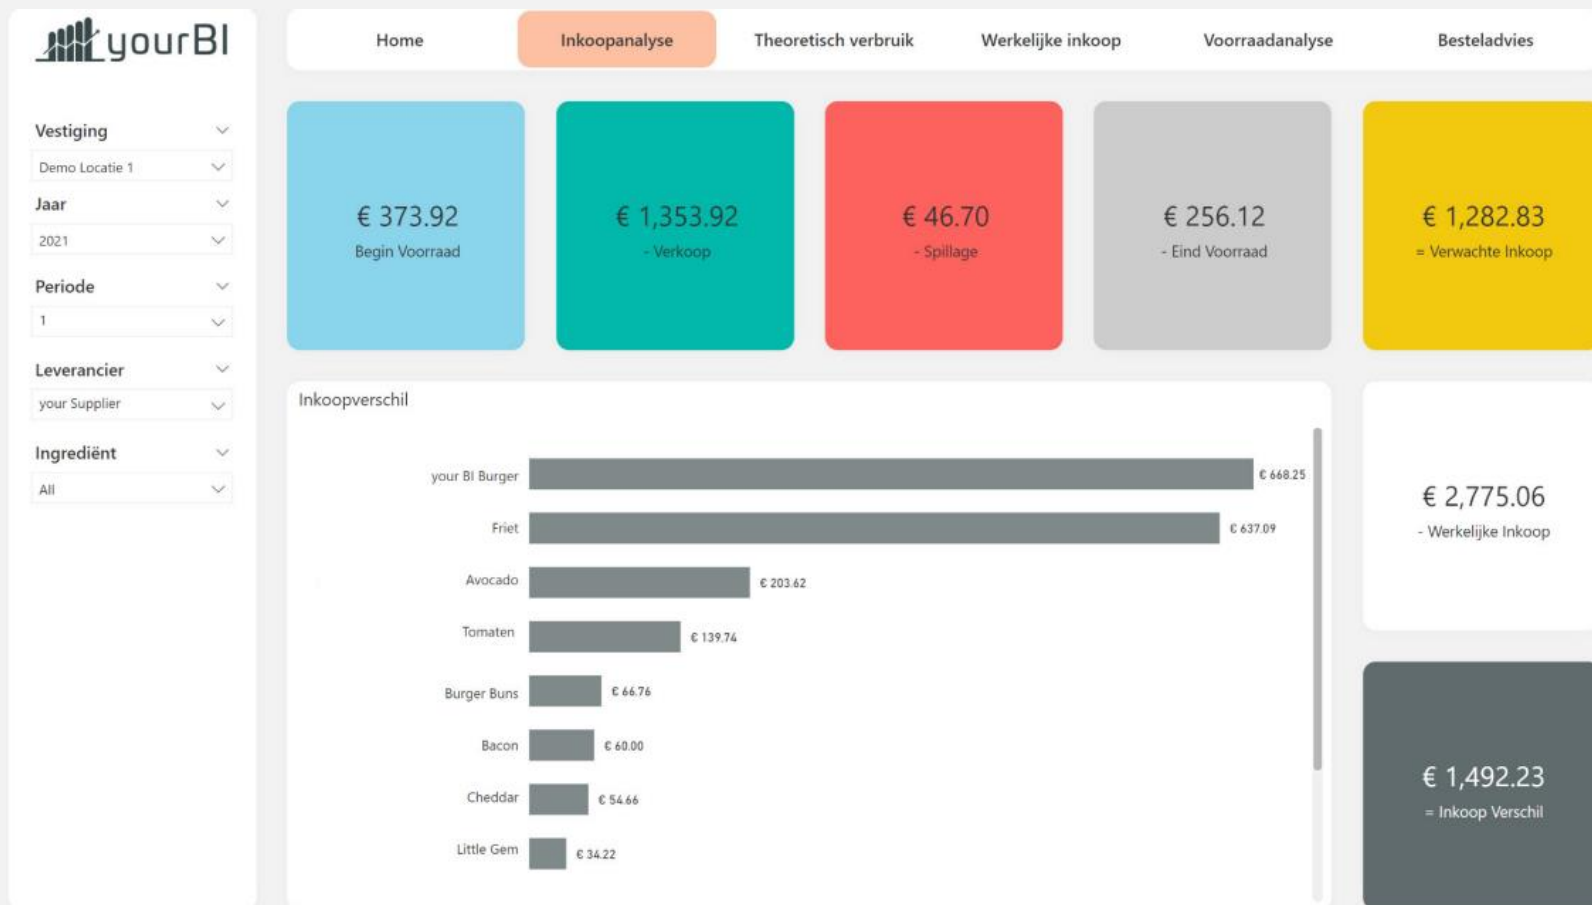 yourBI
Home
Inkoopanalyse
Theoretisch verbruik
Werkelijke inkoop
Voorraadanalyse
Besteladvies
Vestiging
Demo Locatie 1
Jaar
2021
Periode
1
Leverancier
your Supplier
Ingrediënt
All
€ 373.92
Begin Voorraad
€ 1,353.92
- Verkoop
€ 46.70
- Spillage
€ 256.12
- Eind Voorraad
€ 1,282.83
= Verwachte Inkoop
Inkoopverschil
your BI Burger € 668.25
Friet € 637.09
Avocado € 203.62
Tomaten € 139.74
Burger Buns € 66.76
Bacon € 60.00
Cheddar € 54.66
Little Gem € 34.22
€ 2,775.06
- Werkelijke Inkoop
€ 1,492.23
= Inkoop Verschil